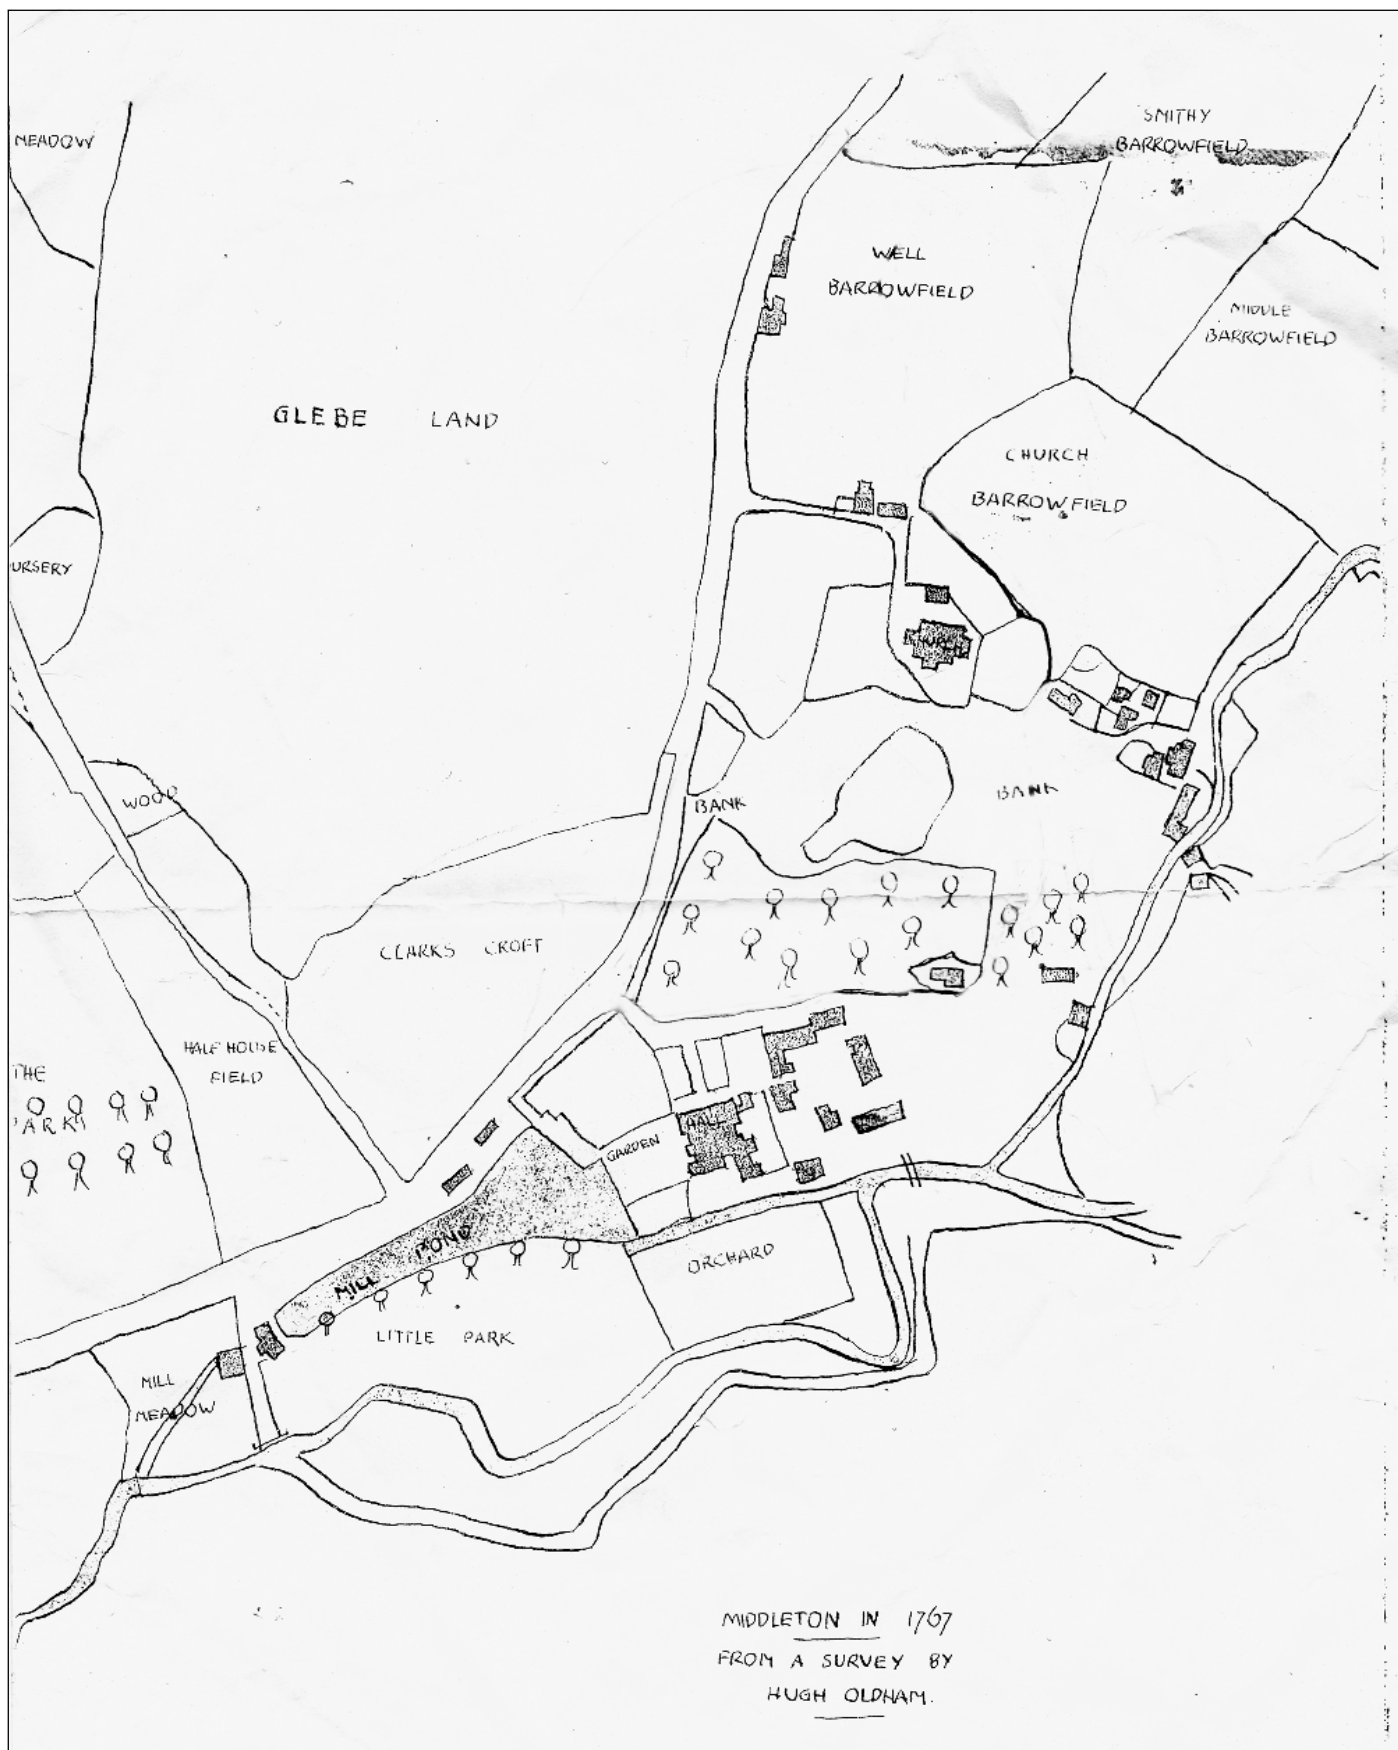 SMITHY
BARROWFIELD
MEADOW
WELL
BARROWFIELD
MIDDLE
BARROWFIELD
GLEBE LAND
CHURCH
BARROWFIELD
URSERY
CHURCH
WOOD
BANK
BANK
CLARKS CROFT
HALF HOUSE
FIELD
THE
PARKS
HALL
GARDEN
MILL POND
ORCHARD
LITTLE PARK
MILL
MEADOW
MIDDLETON IN 1767
FROM A SURVEY BY
HUGH OLDHAM.